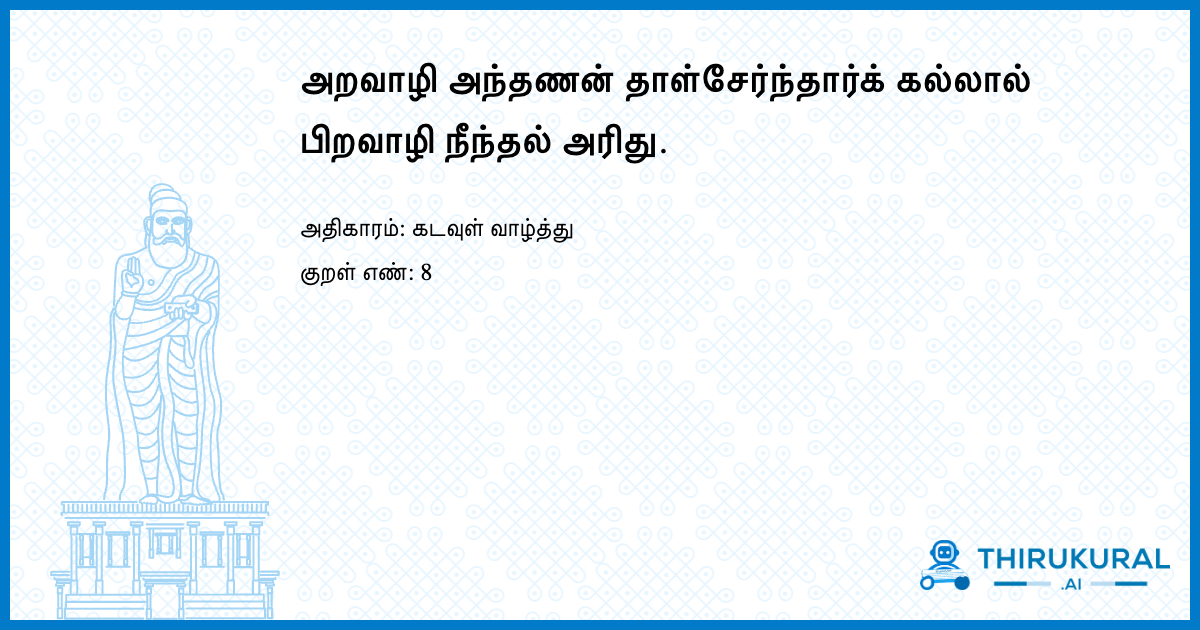 அறவாழி அந்தணன் தாள்சேர்ந்தார்க் கல்லால்
பிறவாழி நீந்தல் அரிது.
அதிகாரம்: கடவுள் வாழ்த்து
குறள் எண்: 8
THIRUKURAL
.AI